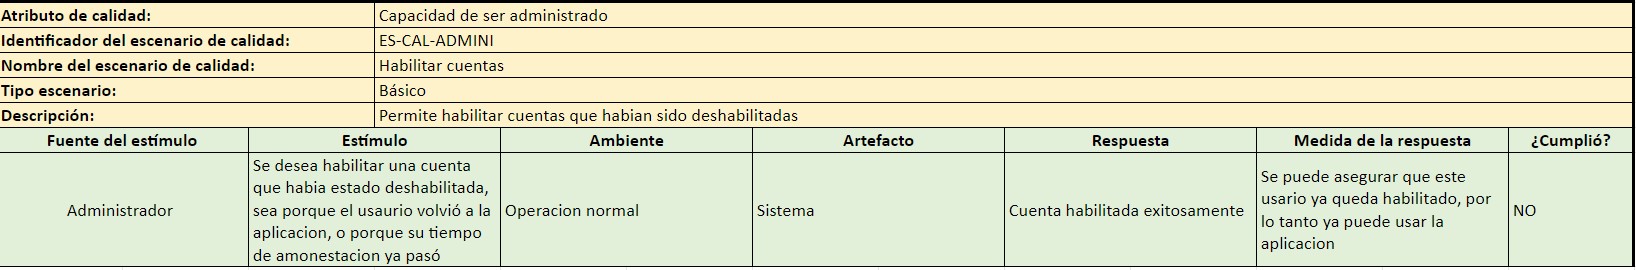 Atributo de calidad: Capacidad de ser administrado
Identificador del escenario de calidad: ES-CAL-ADMINI
Nombre del escenario de calidad: Habilitar cuentas
Tipo escenario: Básico
Descripción: Permite habilitar cuentas que habian sido deshabilitadas
Fuente del estímulo Estímulo Ambiente Artefacto Respuesta Medida de la respuesta ¿Cumplió?
Administrador
Se desea habilitar una cuenta
que habia estado deshabilitada,
sea porque el usaurio volvió a la
aplicacion, o porque su tiempo
de amonestacion ya pasó
Operacion normal
Sistema
Cuenta habilitada exitosamente
Se puede asegurar que este
usario ya queda habilitado, por
lo tanto ya puede usar la
aplicacion
NO